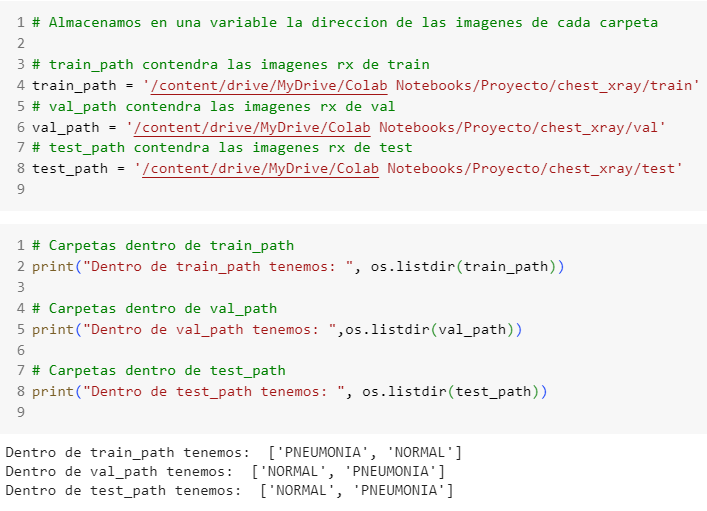 1 # Almacenamos en una variable la direccion de las imagenes de cada carpeta
2
3 # train_path contendra las imagenes rx de train
4 train_path = '/content/drive/MyDrive/Colab Notebooks/Proyecto/chest_xray/train'
5 # val_path contendra las imagenes rx de val
6 val_path = '/content/drive/MyDrive/Colab Notebooks/Proyecto/chest_xray/val'
7 # test_path contendra las imagenes rx de test
8 test_path = '/content/drive/MyDrive/Colab Notebooks/Proyecto/chest_xray/test'
9
1 # Carpetas dentro de train_path
2 print("Dentro de train_path tenemos: ", os.listdir(train_path))
3
4 # Carpetas dentro de val_path
5 print("Dentro de val_path tenemos: ",os.listdir(val_path))
6
7 # Carpetas dentro de test_path
8 print("Dentro de test_path tenemos: ", os.listdir(test_path))
9
Dentro de train_path tenemos:  ['PNEUMONIA', 'NORMAL']
Dentro de val_path tenemos:  ['NORMAL', 'PNEUMONIA']
Dentro de test_path tenemos:  ['NORMAL', 'PNEUMONIA']